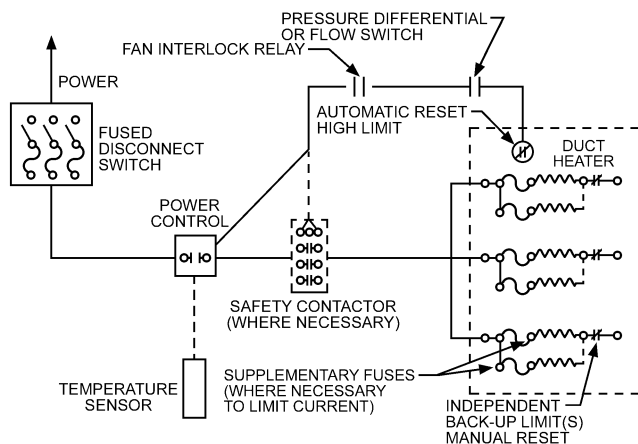 PRESSURE DIFFERENTIAL
OR FLOW SWITCH
FAN INTERLOCK RELAY
POWER
AUTOMATIC RESET
HIGH LIMIT
FUSED
DISCONNECT
SWITCH
DUCT
HEATER
POWER
CONTROL
SAFETY CONTACTOR
(WHERE NECESSARY)
TEMPERATURE
SENSOR
SUPPLEMENTARY FUSES
(WHERE NECESSARY
TO LIMIT CURRENT)
INDEPENDENT
BACK-UP LIMIT(S)
MANUAL RESET